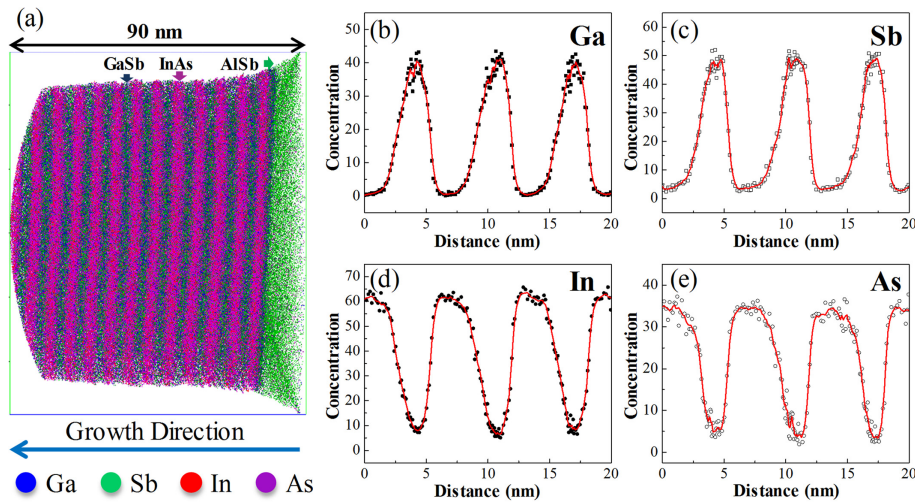 (a)
90 nm
GaSb InAs AlSb
Growth Direction
Ga Sb In As
(b) Ga
Concentration
50
40
30
20
10
0
0 5 10 15 20
Distance (nm)
(c) Sb
Concentration
60
50
40
30
20
10
0
0 5 10 15 20
Distance (nm)
(d) In
Concentration
70
60
50
40
30
20
10
0
0 5 10 15 20
Distance (nm)
(e) As
Concentration
40
30
20
10
0
0 5 10 15 20
Distance (nm)